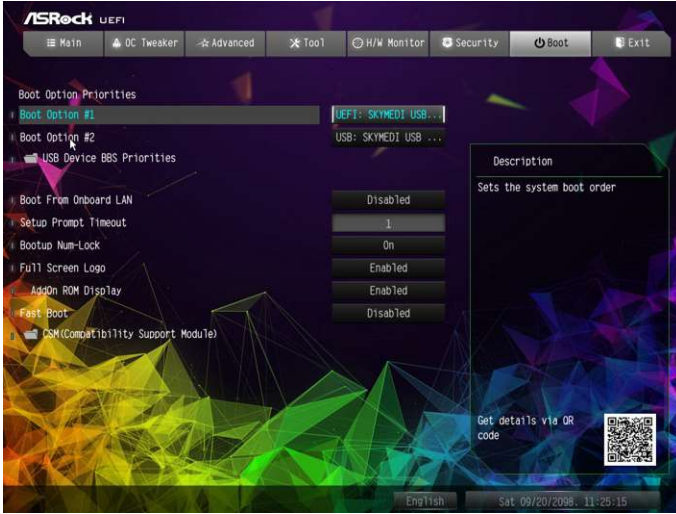 ASRock UEFI
Main OC Tweaker Advanced Tool H/W Monitor Security Boot Exit
Boot Option Priorities
Boot Option #1 UEFI: SKYMEDI USB...
Boot Option #2 USB: SKYMEDI USB ...
USB Device BBS Priorities
Boot From Onboard LAN Disabled
Setup Prompt Timeout 1
Bootup Num-Lock On
Full Screen Logo Enabled
AddOn ROM Display Enabled
Fast Boot Disabled
CSM(Compatibility Support Module)
Description
Sets the system boot order
Get details via QR
code
English Sat 09/20/2098. 11:25:15